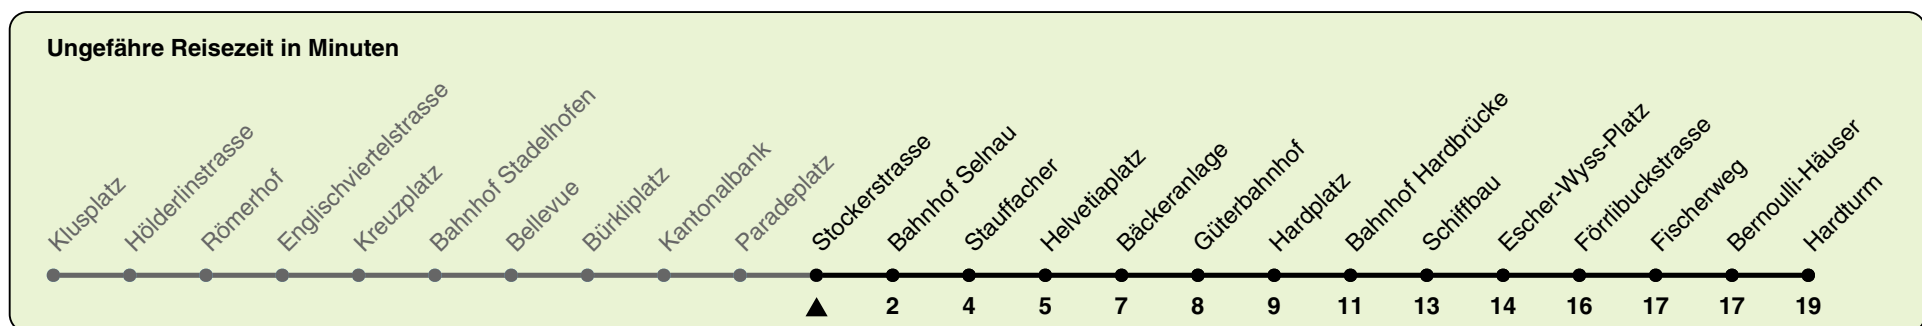 Ungefähre Reisezeit in Minuten
Klusplatz
Hölderlinstrasse
Römerhof
Englischviertelstrasse
Kreuzplatz
Bahnhof Stadelhofen
Bellevue
Bürkliplatz
Kantonalbank
Paradeplatz
Stockerstrasse
Bahnhof Selnau
Stauffacher
Helvetiaplatz
Bäckeranlage
Güterbahnhof
Hardplatz
Bahnhof Hardbrücke
Schiffbau
Escher-Wyss-Platz
Förrlibuckstrasse
Fischerweg
Bernoulli-Häuser
Hardturm
2 4 5 7 8 9 11 13 14 16 17 17 19